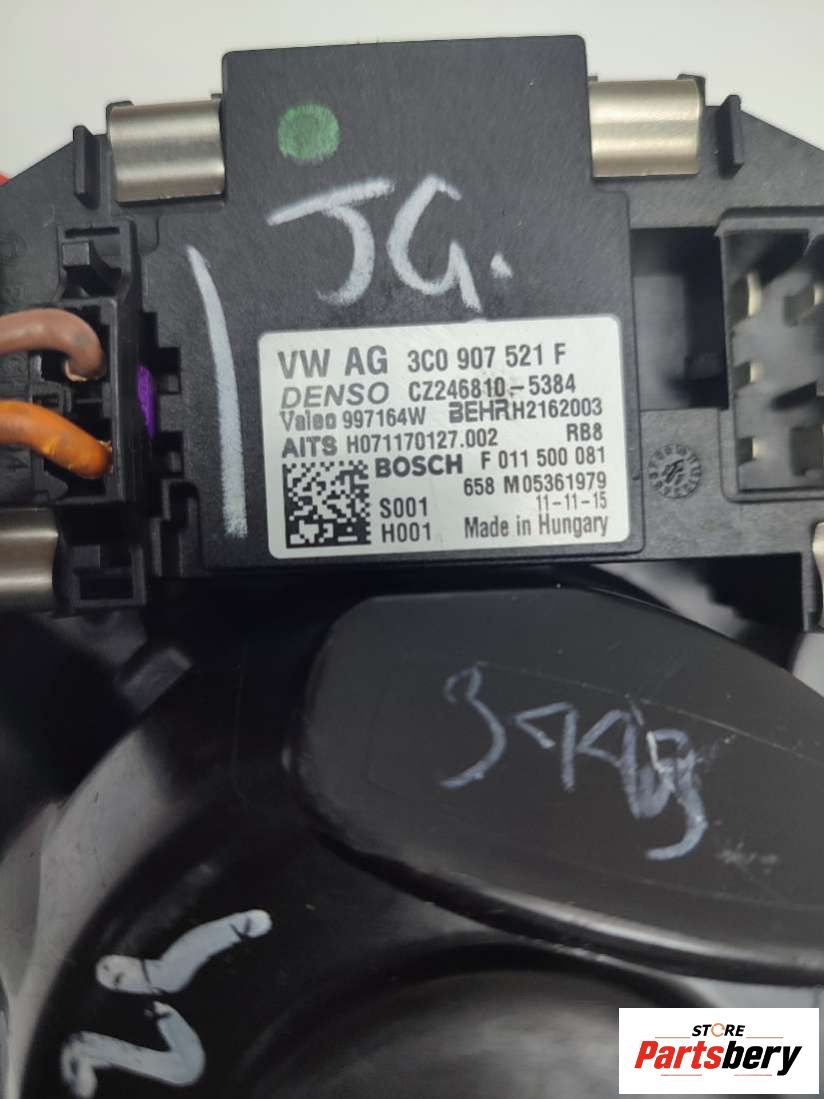 JG.
VW AG 3C0 907 521 F
DENSO CZ246810-5384
Valeo 997164W BEHR H2162003
AITS H071170127.002 RB8
BOSCH F 011 500 081
658 M05361979
S001 11-11-15
H001 Made in Hungary
STORE
Partsbery